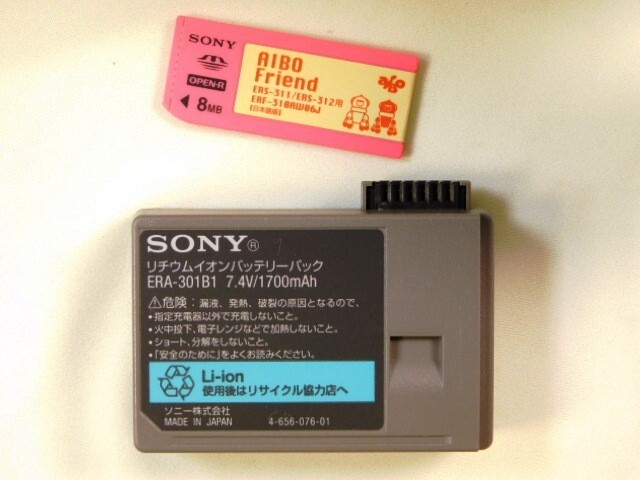 SONY
OPEN-R
8MB
AIBO
Friend
ERS-311/ERS-312用
ERF-310AW06J
[日本語版]
aibo
SONY®
リチウムイオンバッテリーパック
ERA-301B1 7.4V/1700mAh
⚠危険:漏液、発熱、破裂の原因となるので、
・指定充電器以外で充電しないこと。
・火中投下、電子レンジなどで加熱しないこと。
・ショート、分解をしないこと。
・「安全のために」をよくお読みください。
Li-ion
使用後はリサイクル協力店へ
ソニー株式会社
MADE IN JAPAN 4-656-076-01